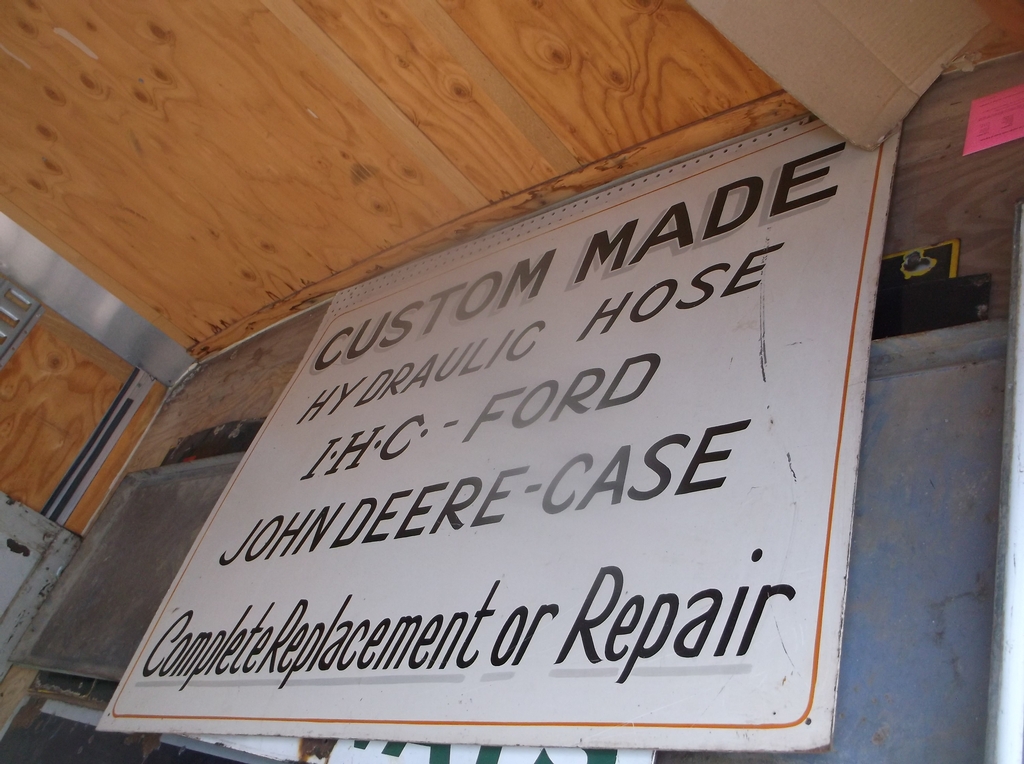 CUSTOM MADE
HYDRAULIC HOSE
I·H·C· - FORD
JOHN DEERE - CASE
Complete Replacement or Repair